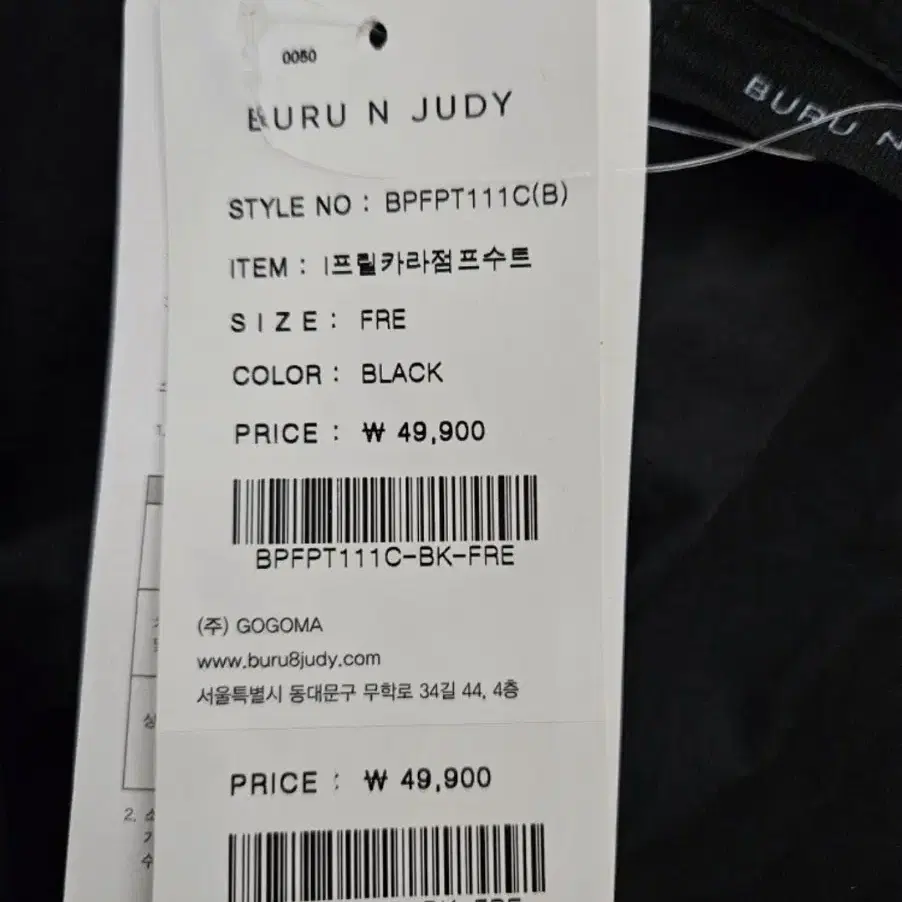 0050
BURU N JUDY
STYLE NO : BPFPT111C(B)
ITEM : I프릴카라점프수트
SIZE : FRE
COLOR : BLACK
PRICE : ₩ 49,900
BPFPT111C-BK-FRE
(주) GOGOMA
www.buru8judy.com
서울특별시 동대문구 무학로 34길 44, 4층
PRICE : ₩ 49,900
BURU N
2.